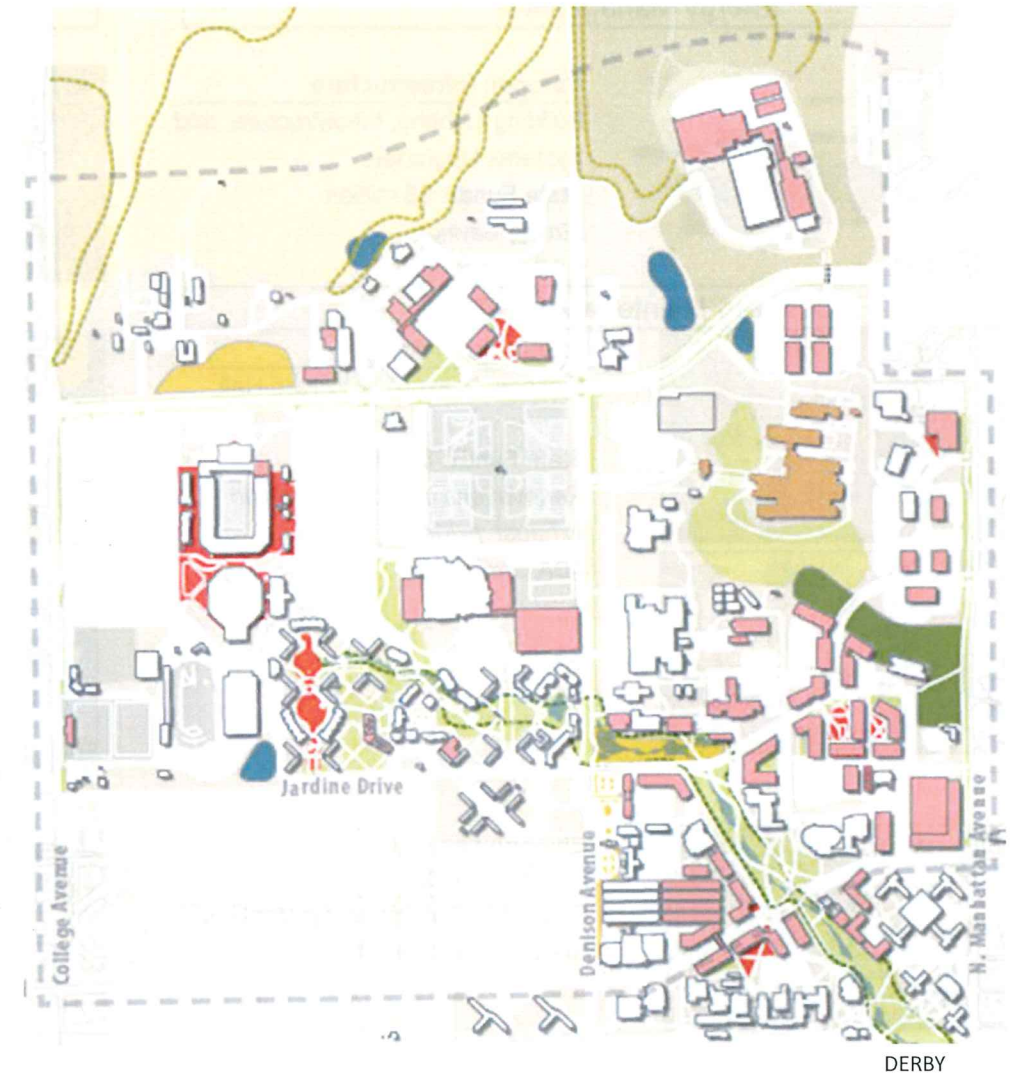 Jardine Drive
College Avenue
Denison Avenue
N. Manhattan Avenue
DERBY